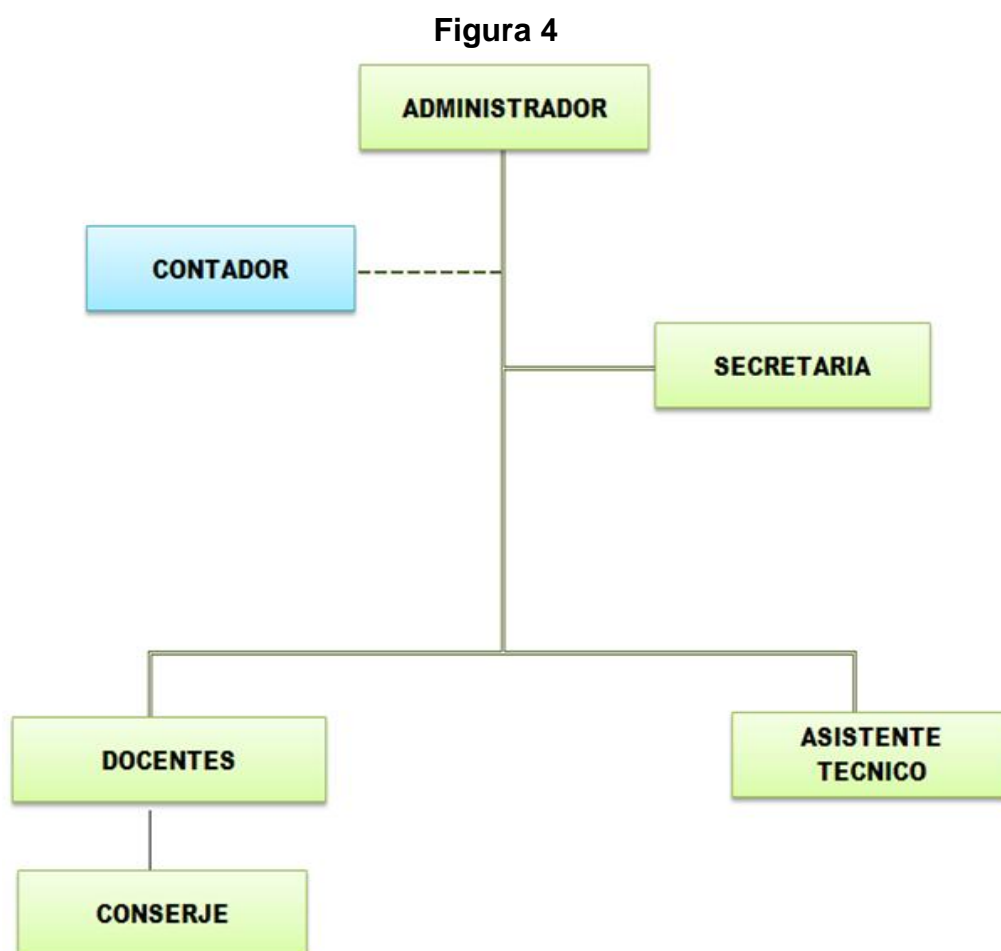 Figura 4
ADMINISTRADOR
CONTADOR
SECRETARIA
DOCENTES
ASISTENTE
TECNICO
CONSERJE